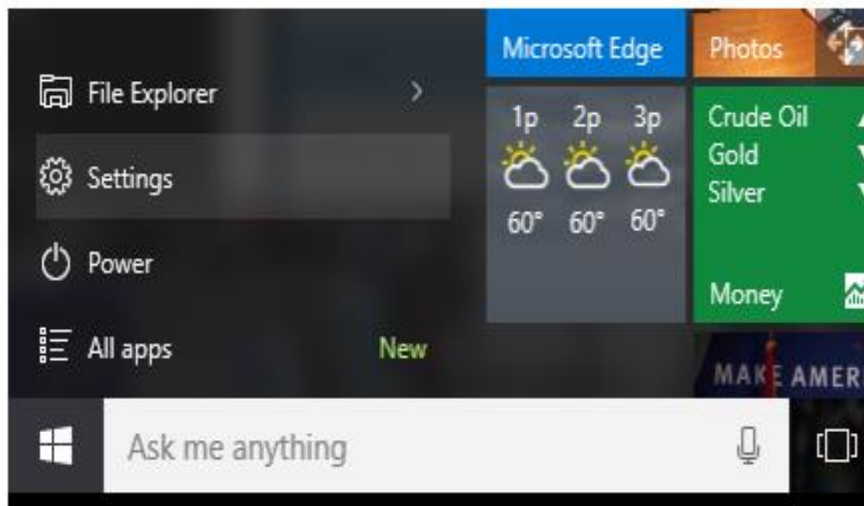 File Explorer
Settings
Power
All apps New
Ask me anything
Microsoft Edge
1p 2p 3p
60° 60° 60°
Photos
Crude Oil
Gold
Silver
Money
MAKE AMER